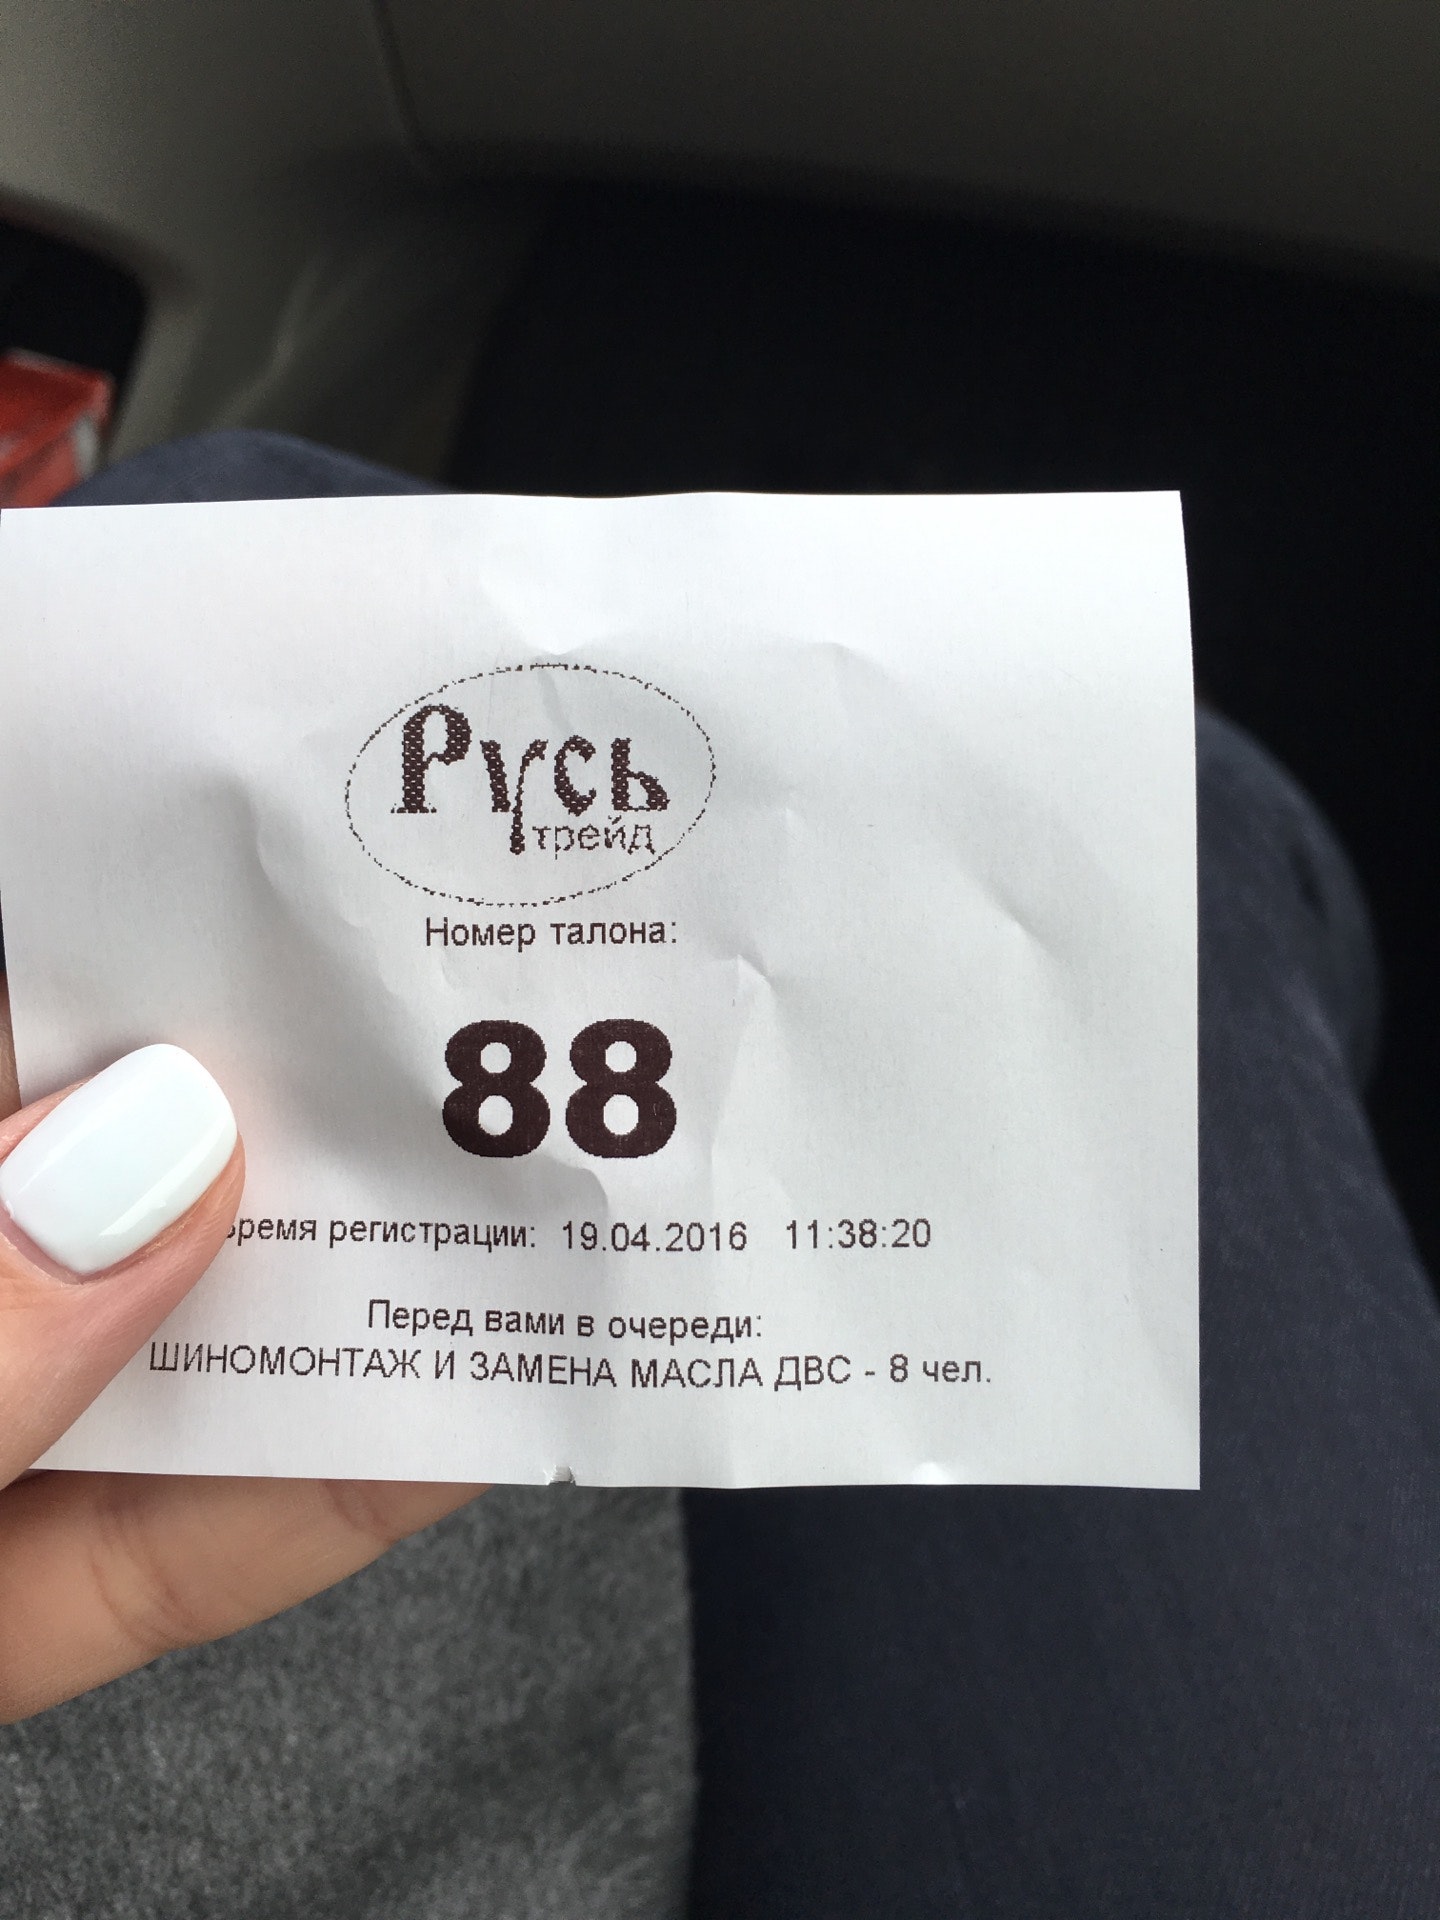 Русь
трейд
Номер талона:
88
Время регистрации: 19.04.2016 11:38:20
Перед вами в очереди:
ШИНОМОНТАЖ И ЗАМЕНА МАСЛА ДВС - 8 чел.